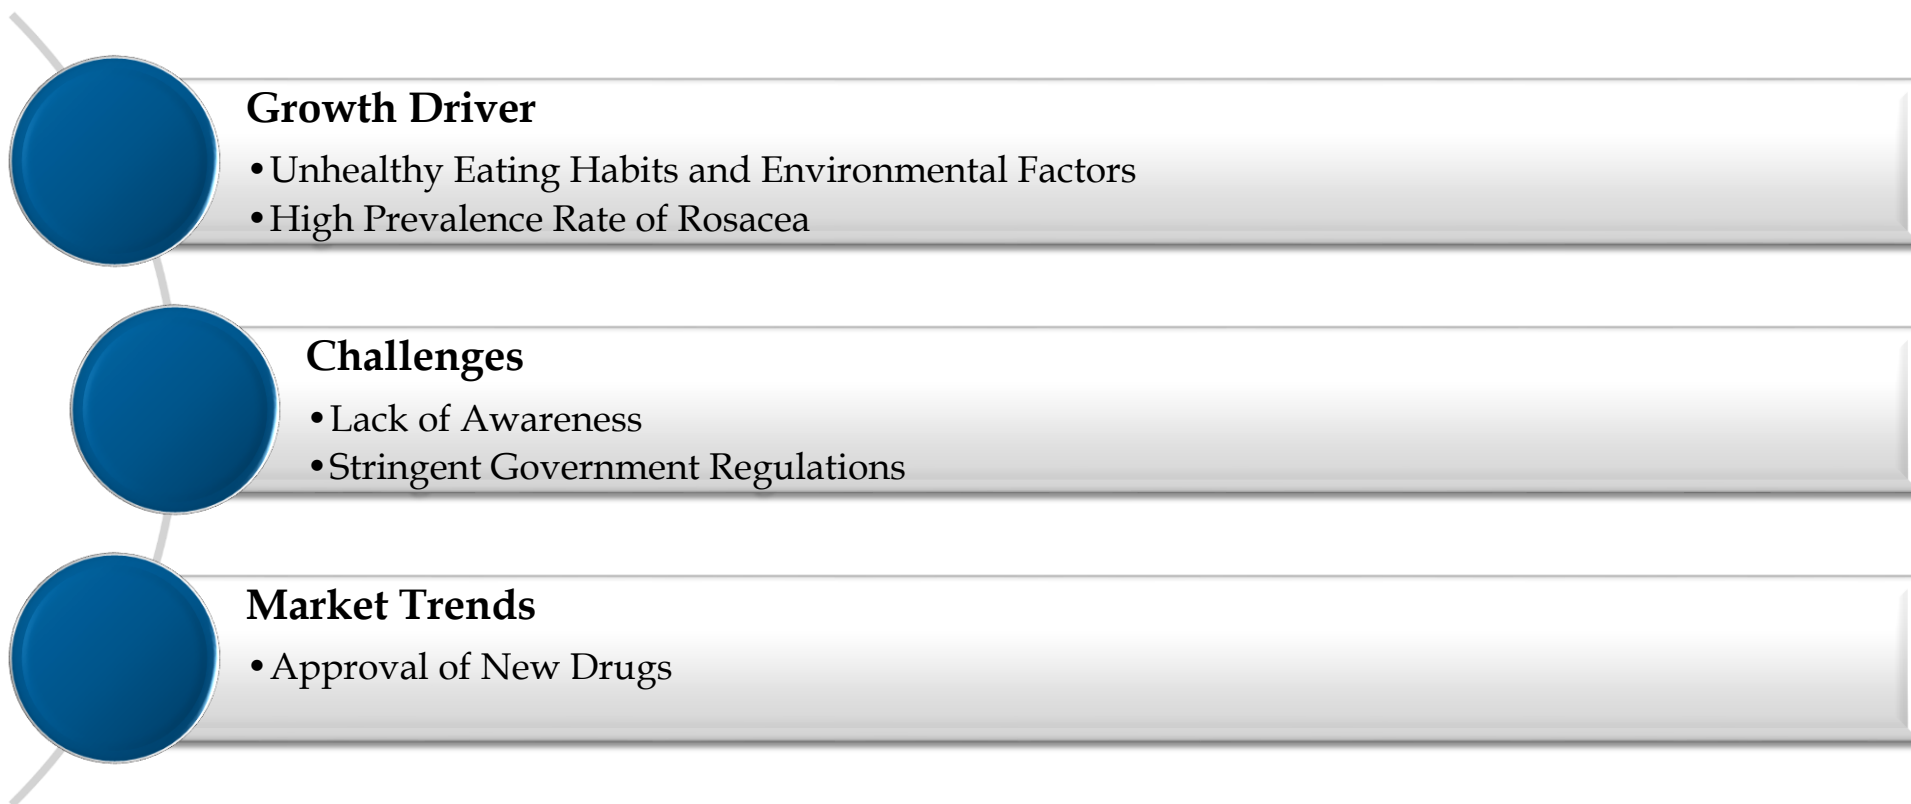 Growth Driver
•Unhealthy Eating Habits and Environmental Factors
•High Prevalence Rate of Rosacea
Challenges
•Lack of Awareness
•Stringent Government Regulations
Market Trends
•Approval of New Drugs